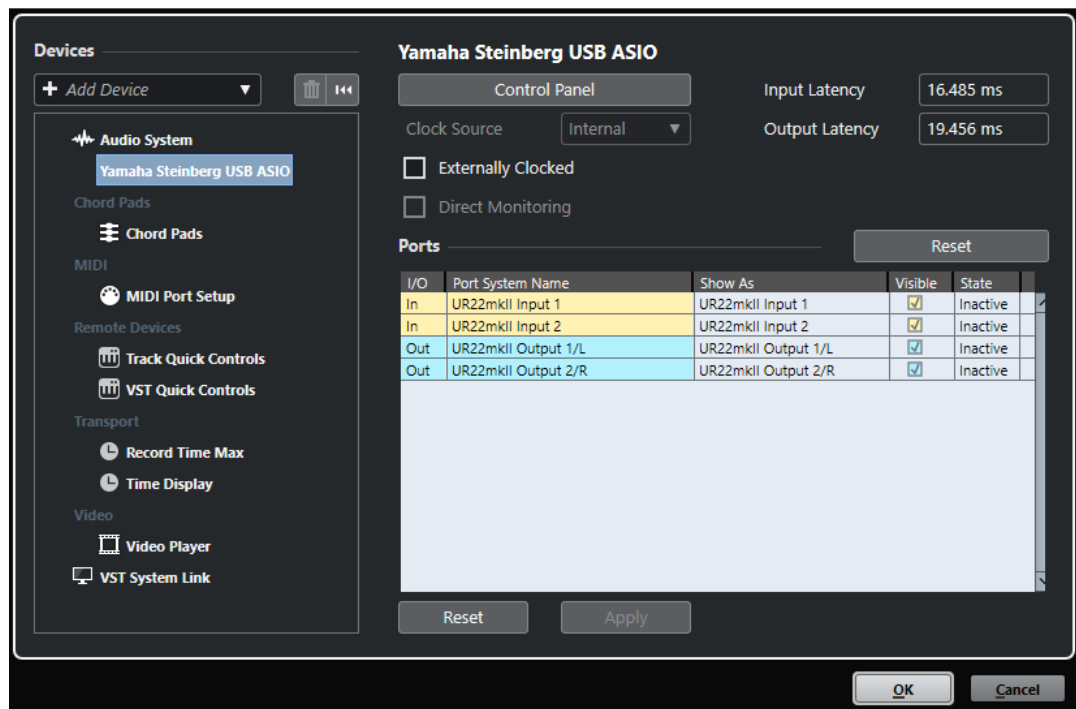 Devices
Add Device
Audio System
Yamaha Steinberg USB ASIO
Chord Pads
Chord Pads
MIDI
MIDI Port Setup
Remote Devices
Track Quick Controls
VST Quick Controls
Transport
Record Time Max
Time Display
Video
Video Player
VST System Link
Yamaha Steinberg USB ASIO
Control Panel
Input Latency 16.485 ms
Clock Source Internal
Output Latency 19.456 ms
Externally Clocked
Direct Monitoring
Ports
Reset
I/O Port System Name Show As Visible State
In UR22mkII Input 1 UR22mkII Input 1 Inactive
In UR22mkII Input 2 UR22mkII Input 2 Inactive
Out UR22mkII Output 1/L UR22mkII Output 1/L Inactive
Out UR22mkII Output 2/R UR22mkII Output 2/R Inactive
Reset Apply
OK Cancel